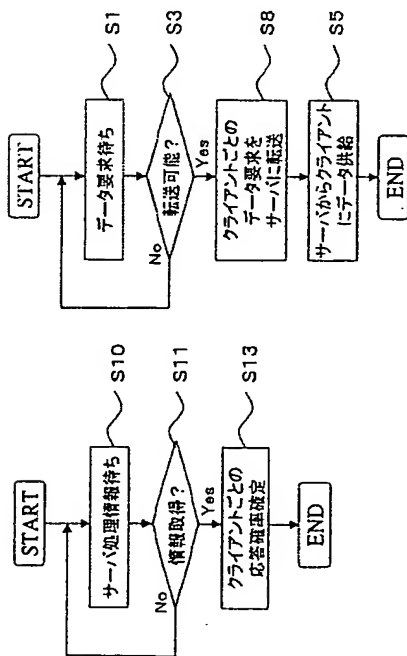 START
データ要求待ち
S1
転送可能？
S3
No
Yes
クライアントごとの
データ要求を
サーバに転送
S8
サーバからクライアント
にデータ供給
S5
END
START
サーバ処理情報待ち
S10
情報取得？
S11
No
Yes
クライアントごとの
応答確率確定
S13
END